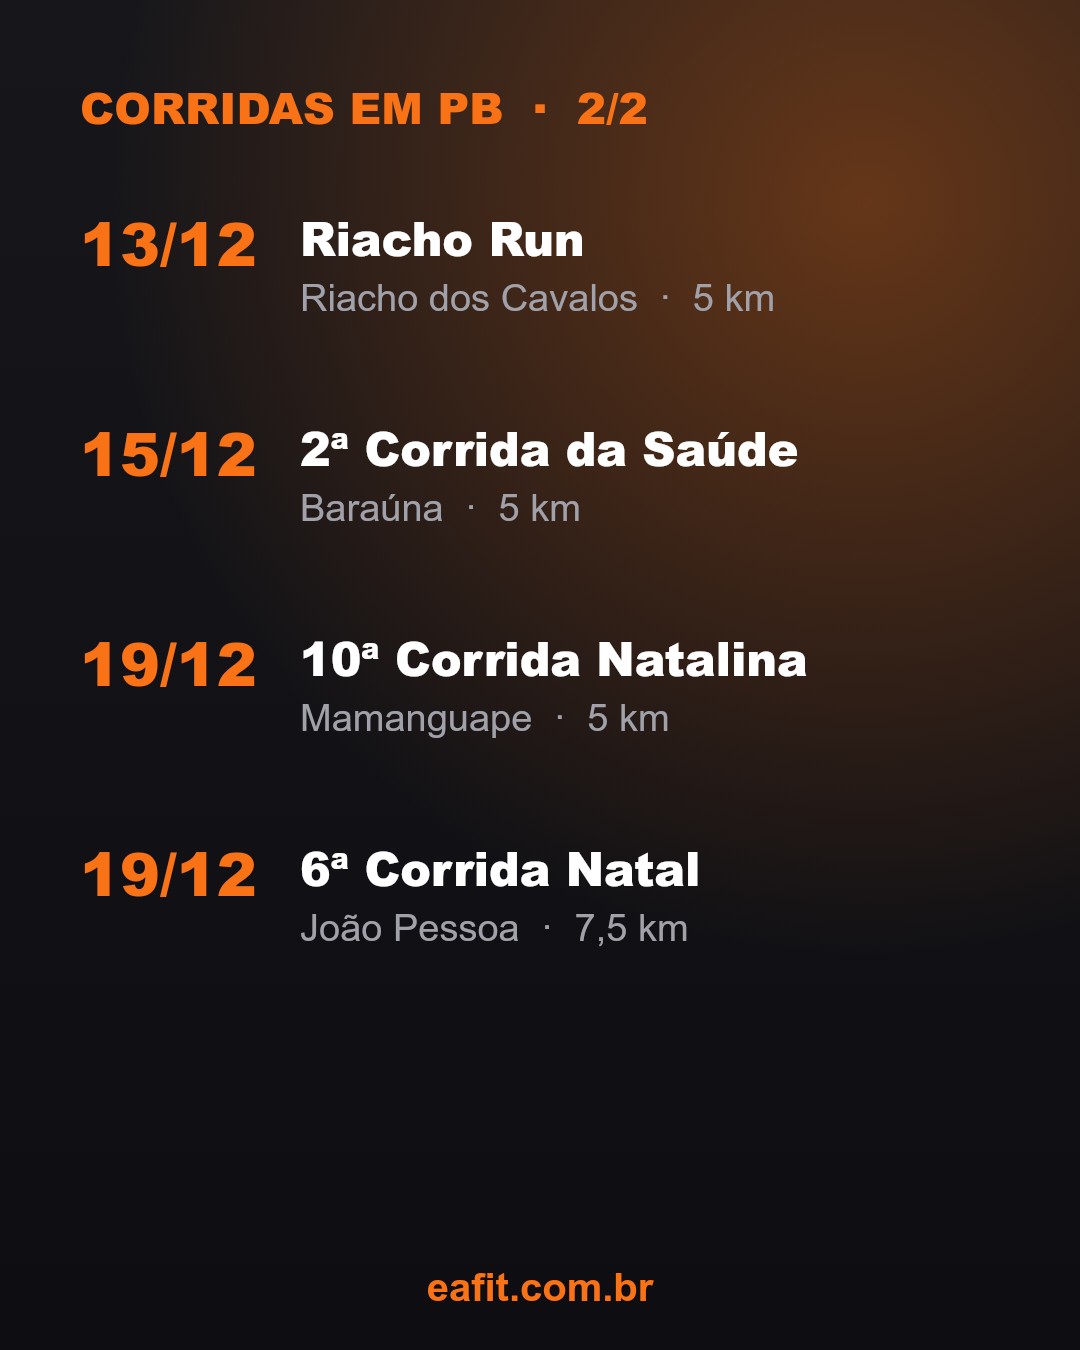 CORRIDAS EM PB · 2/2
13/12 Riacho Run
Riacho dos Cavalos · 5 km
15/12 2ª Corrida da Saúde
Baraúna · 5 km
19/12 10ª Corrida Natalina
Mamanguape · 5 km
19/12 6ª Corrida Natal
João Pessoa · 7,5 km
eafit.com.br